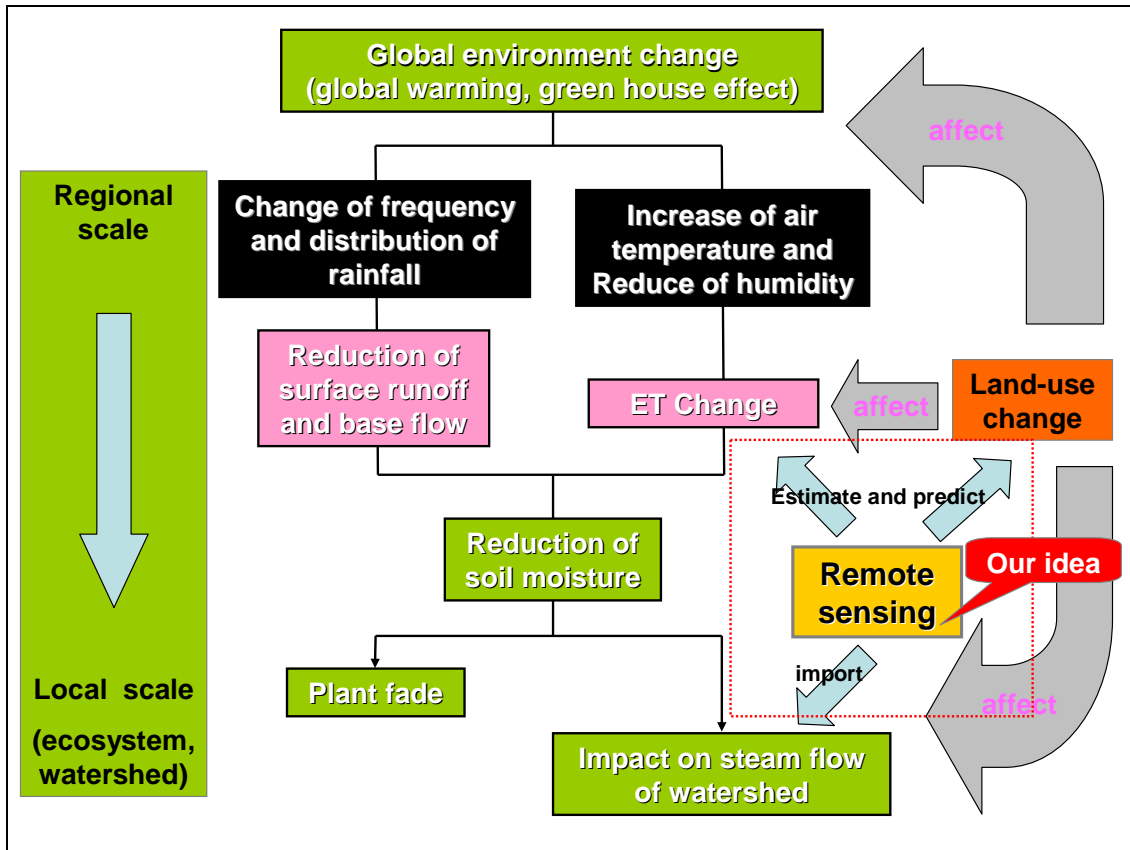 Global environment change
(global warming, green house effect)
affect
Regional
scale
Change of frequency
and distribution of
rainfall
Increase of air
temperature and
Reduce of humidity
Reduction of
surface runoff
and base flow
ET Change
affect
Land-use
change
Estimate and predict
Reduction of
soil moisture
Remote
sensing
Our idea
import
Plant fade
Local scale
(ecosystem,
watershed)
affect
Impact on steam flow
of watershed